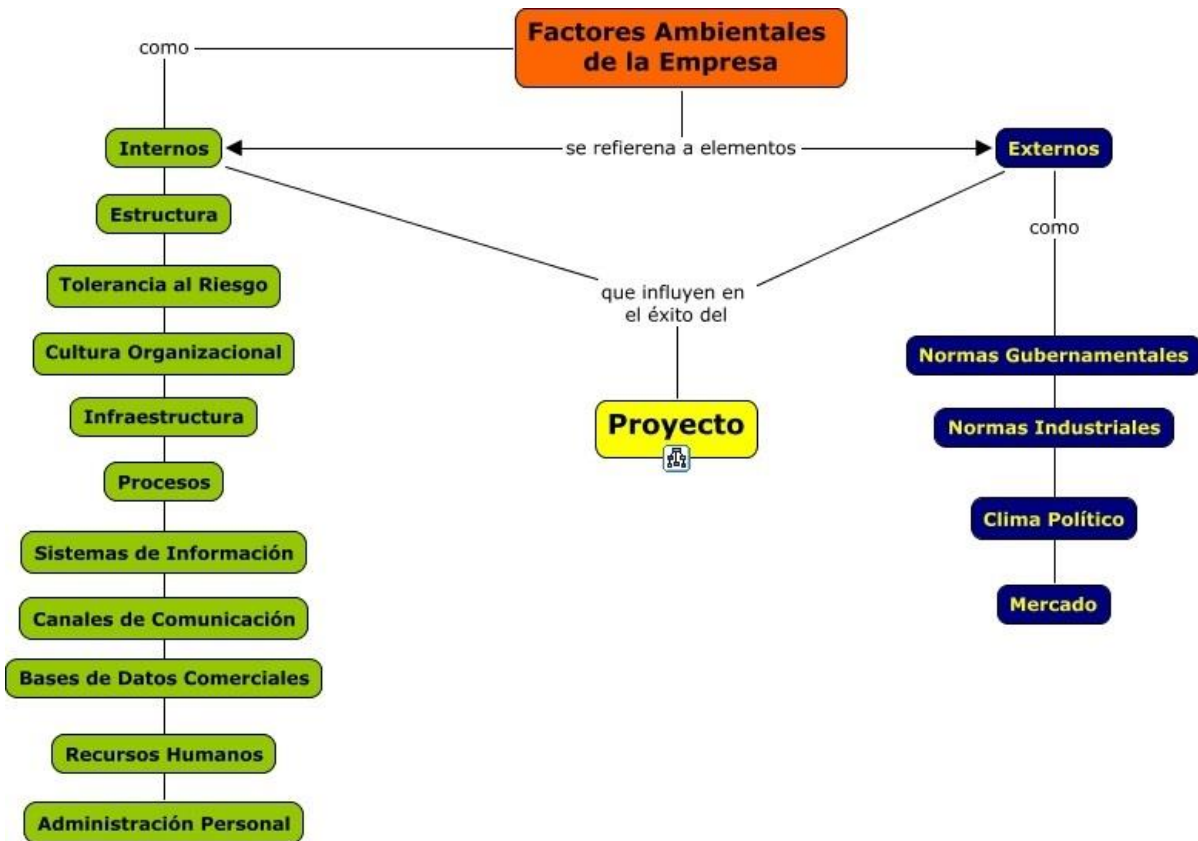 Factores Ambientales
de la Empresa
como
Internos
se refierena a elementos
Externos
Estructura
como
Tolerancia al Riesgo
que influyen en
el éxito del
Cultura Organizacional
Normas Gubernamentales
Infraestructura
Proyecto
Normas Industriales
Procesos
Clima Político
Sistemas de Información
Canales de Comunicación
Mercado
Bases de Datos Comerciales
Recursos Humanos
Administración Personal